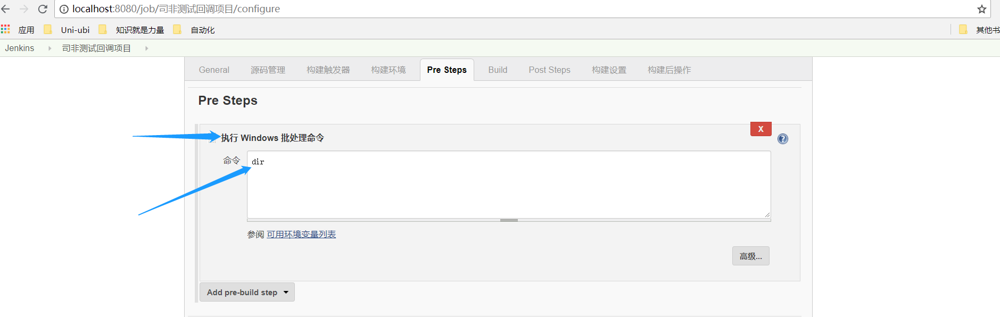 localhost:8080/job/司非测试回调项目/configure
应用 Uni-ubi 知识就是力量 自动化 其他书
Jenkins 司非测试回调项目
General 源码管理 构建触发器 构建环境 Pre Steps Build Post Steps 构建设置 构建后操作
Pre Steps
X
执行 Windows 批处理命令
?
命令 dir
参阅 可用环境变量列表
高级...
Add pre-build step